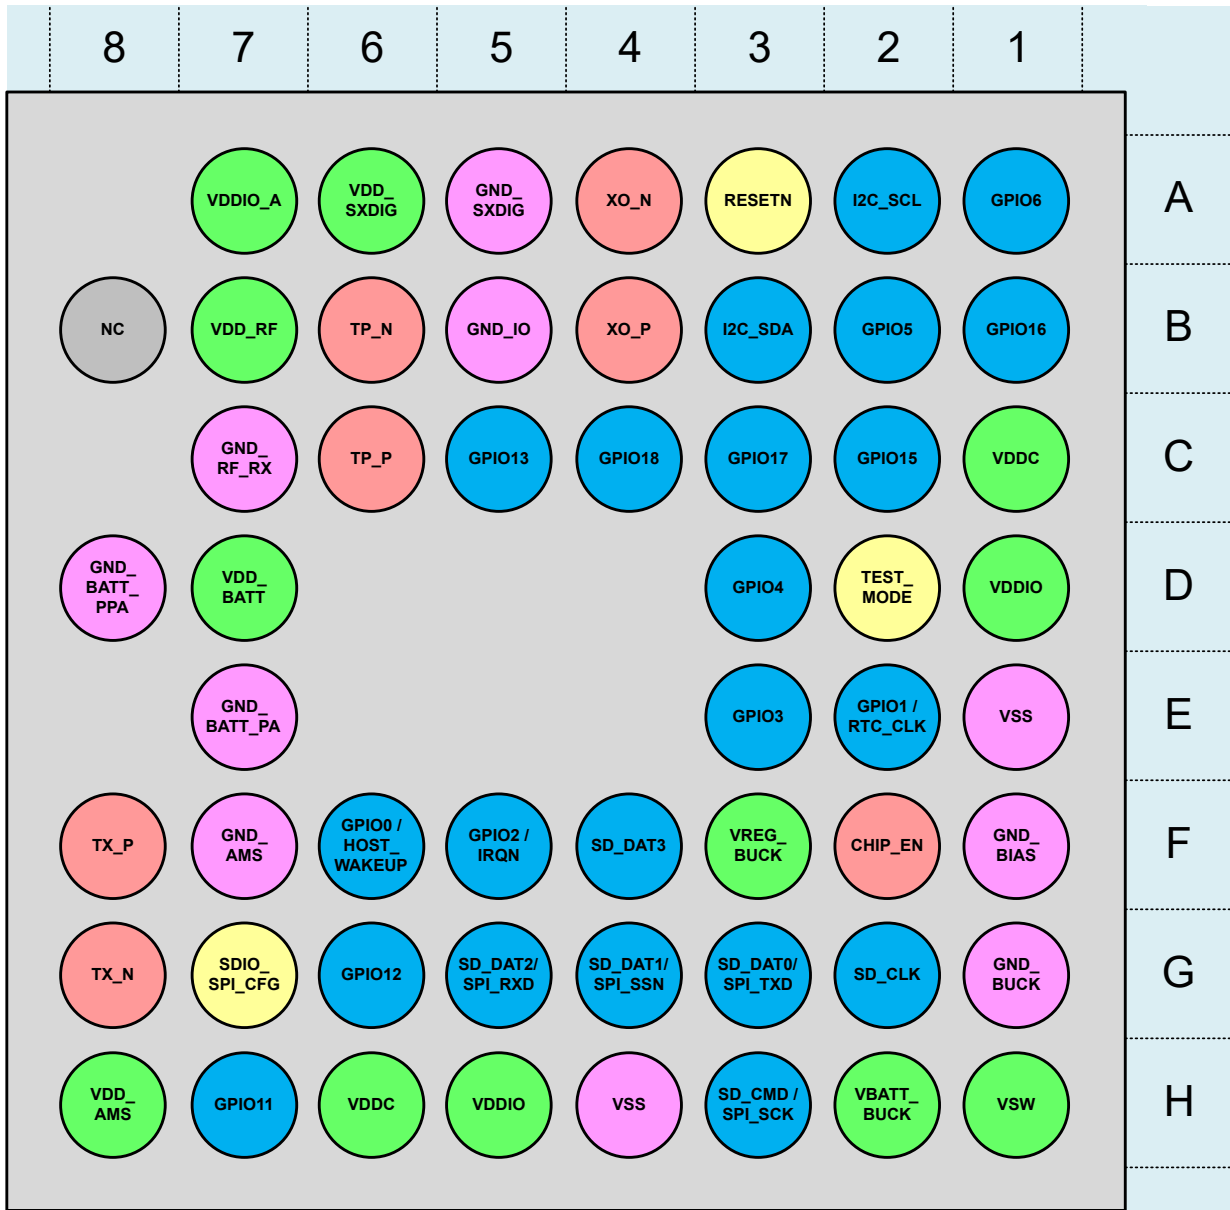 8 7 6 5 4 3 2 1
VDDIO_A
VDD_
SXDIG
GND_
SXDIG
XO_N
RESETN
I2C_SCL
GPIO6
A
NC
VDD_RF
TP_N
GND_IO
XO_P
I2C_SDA
GPIO5
GPIO16
B
GND_
RF_RX
TP_P
GPIO13
GPIO18
GPIO17
GPIO15
VDDC
C
GND_
BATT_
PPA
VDD_
BATT
GPIO4
TEST_
MODE
VDDIO
D
GND_
BATT_PA
GPIO3
GPIO1 /
RTC_CLK
VSS
E
TX_P
GND_
AMS
GPIO0 /
HOST_
WAKEUP
GPIO2 /
IRQN
SD_DAT3
VREG_
BUCK
CHIP_EN
GND_
BIAS
F
TX_N
SDIO_
SPI_CFG
GPIO12
SD_DAT2/
SPI_RXD
SD_DAT1/
SPI_SSN
SD_DAT0/
SPI_TXD
SD_CLK
GND_
BUCK
G
VDD_
AMS
GPIO11
VDDC
VDDIO
VSS
SD_CMD /
SPI_SCK
VBATT_
BUCK
VSW
H